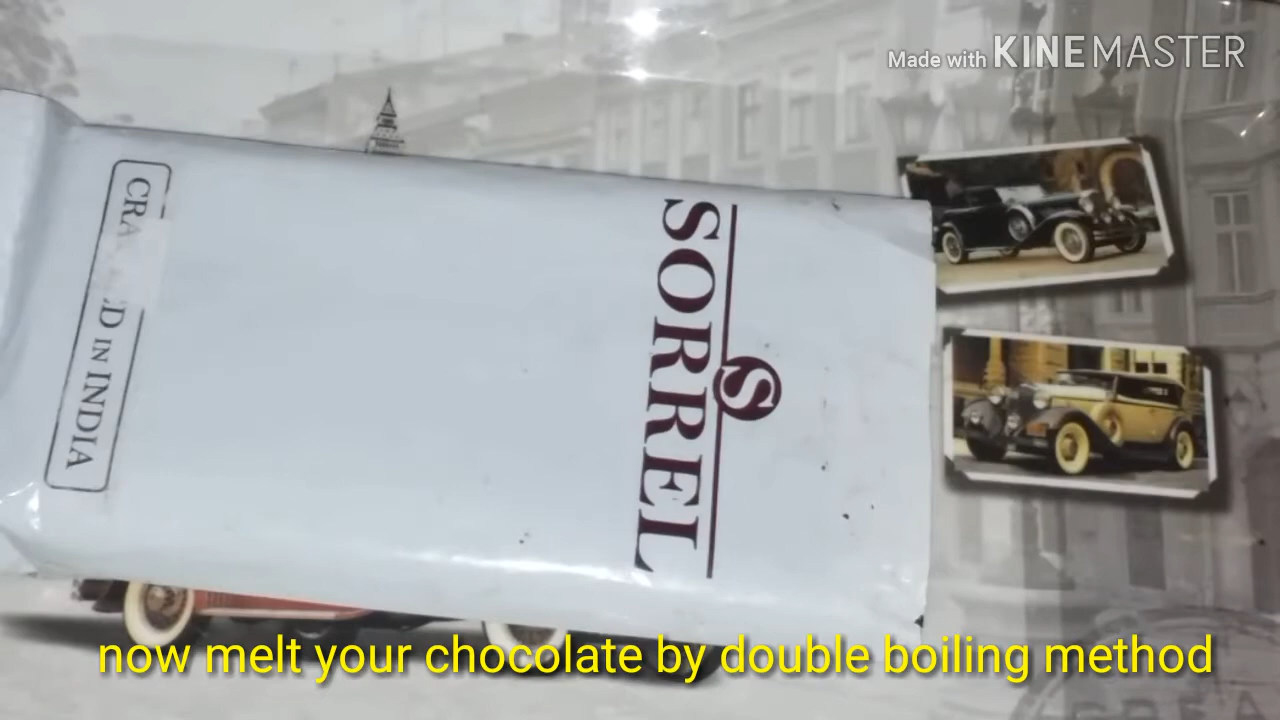 Made with KINEMASTER
SORREL
S
IN INDIA
now melt your chocolate by double boiling method